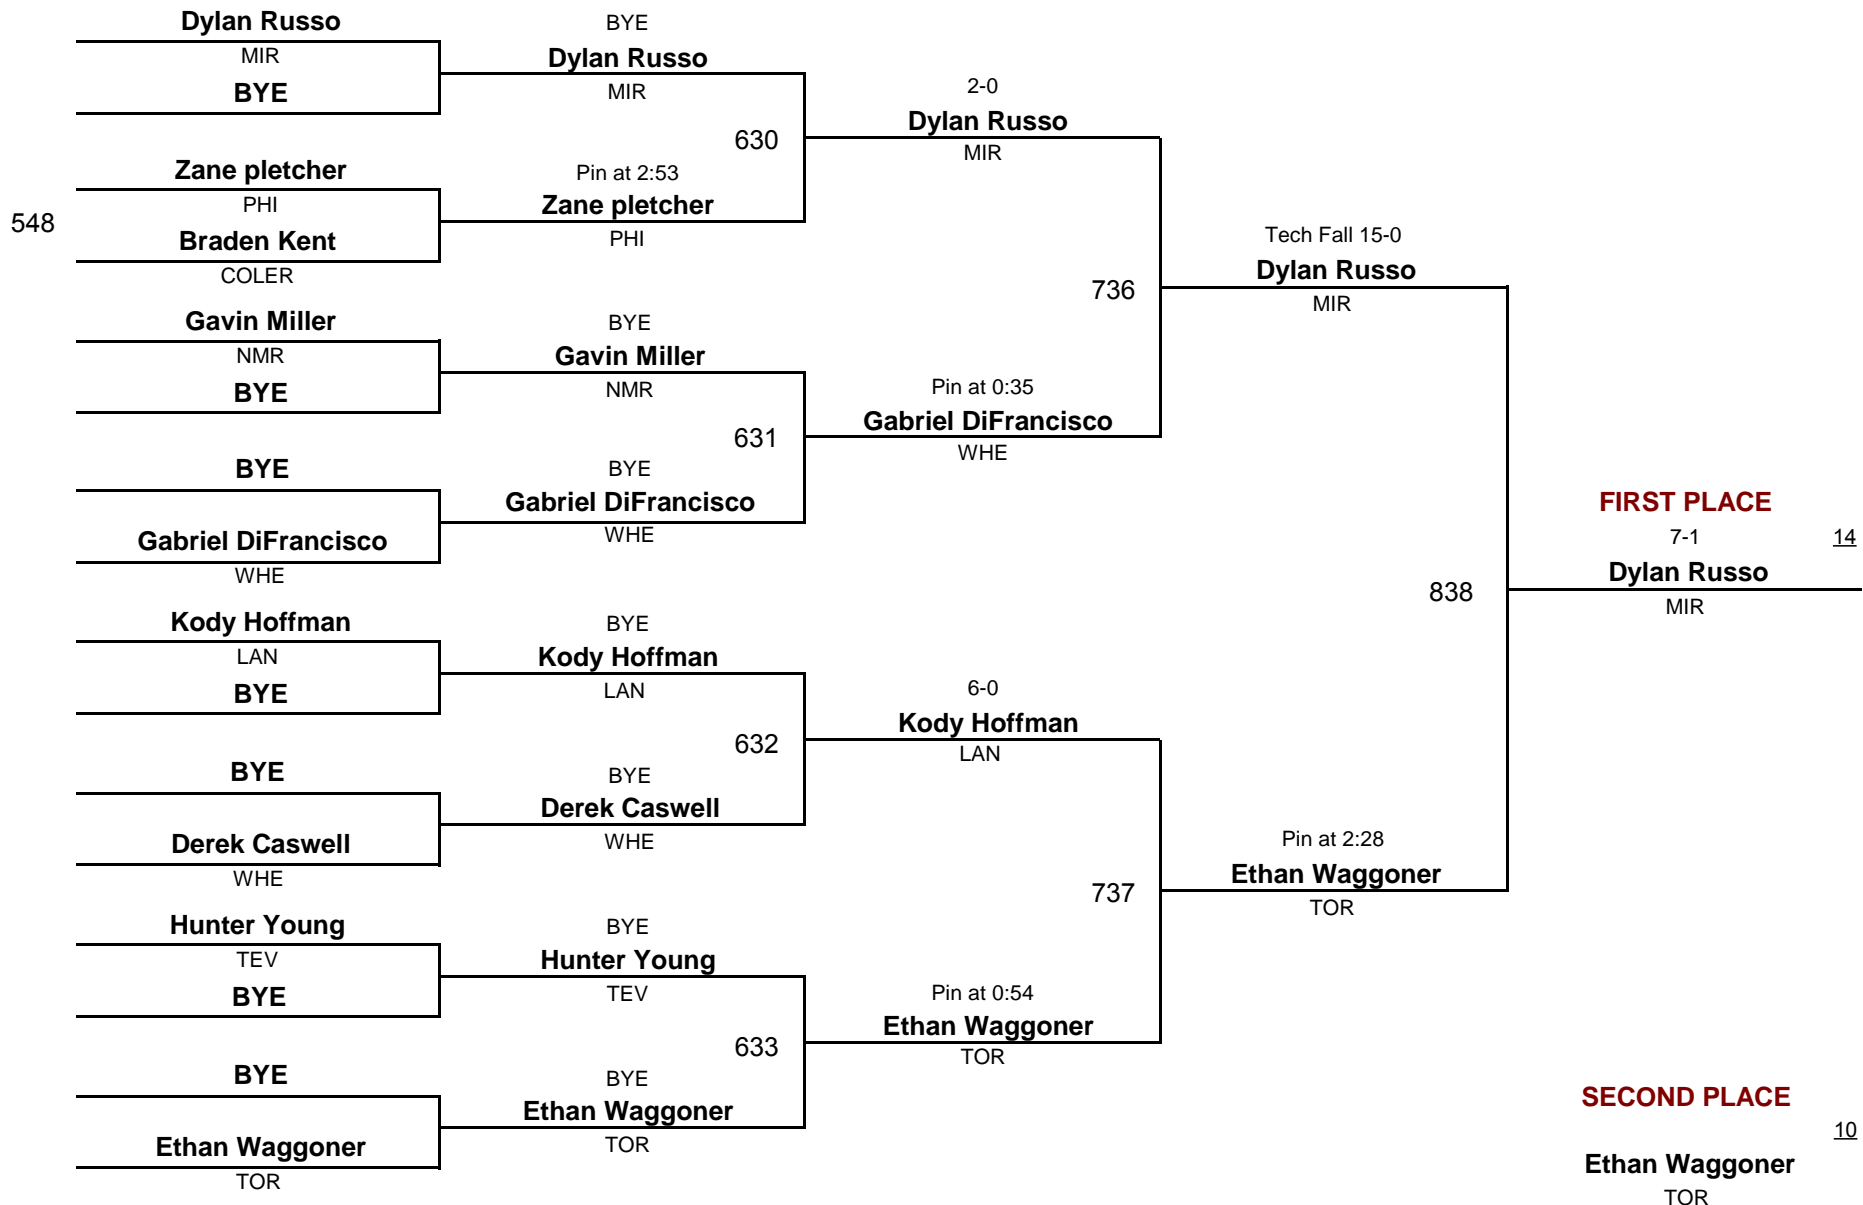 Dylan Russo
MIR
BYE
548
Zane pletcher
PHI
Braden Kent
COLER
Gavin Miller
NMR
BYE
BYE
Gabriel DiFrancisco
WHE
Kody Hoffman
LAN
BYE
BYE
Derek Caswell
WHE
Hunter Young
TEV
BYE
BYE
Ethan Waggoner
TOR
BYE
Dylan Russo
MIR
630
Pin at 2:53
Zane pletcher
PHI
BYE
Gavin Miller
NMR
631
BYE
Gabriel DiFrancisco
WHE
BYE
Kody Hoffman
LAN
632
BYE
Derek Caswell
WHE
BYE
Hunter Young
TEV
633
BYE
Ethan Waggoner
TOR
2-0
Dylan Russo
MIR
736
Pin at 0:35
Gabriel DiFrancisco
WHE
6-0
Kody Hoffman
LAN
737
Pin at 0:54
Ethan Waggoner
TOR
Tech Fall 15-0
Dylan Russo
MIR
838
Pin at 2:28
Ethan Waggoner
TOR
FIRST PLACE
7-1 14
Dylan Russo
MIR
SECOND PLACE
10
Ethan Waggoner
TOR